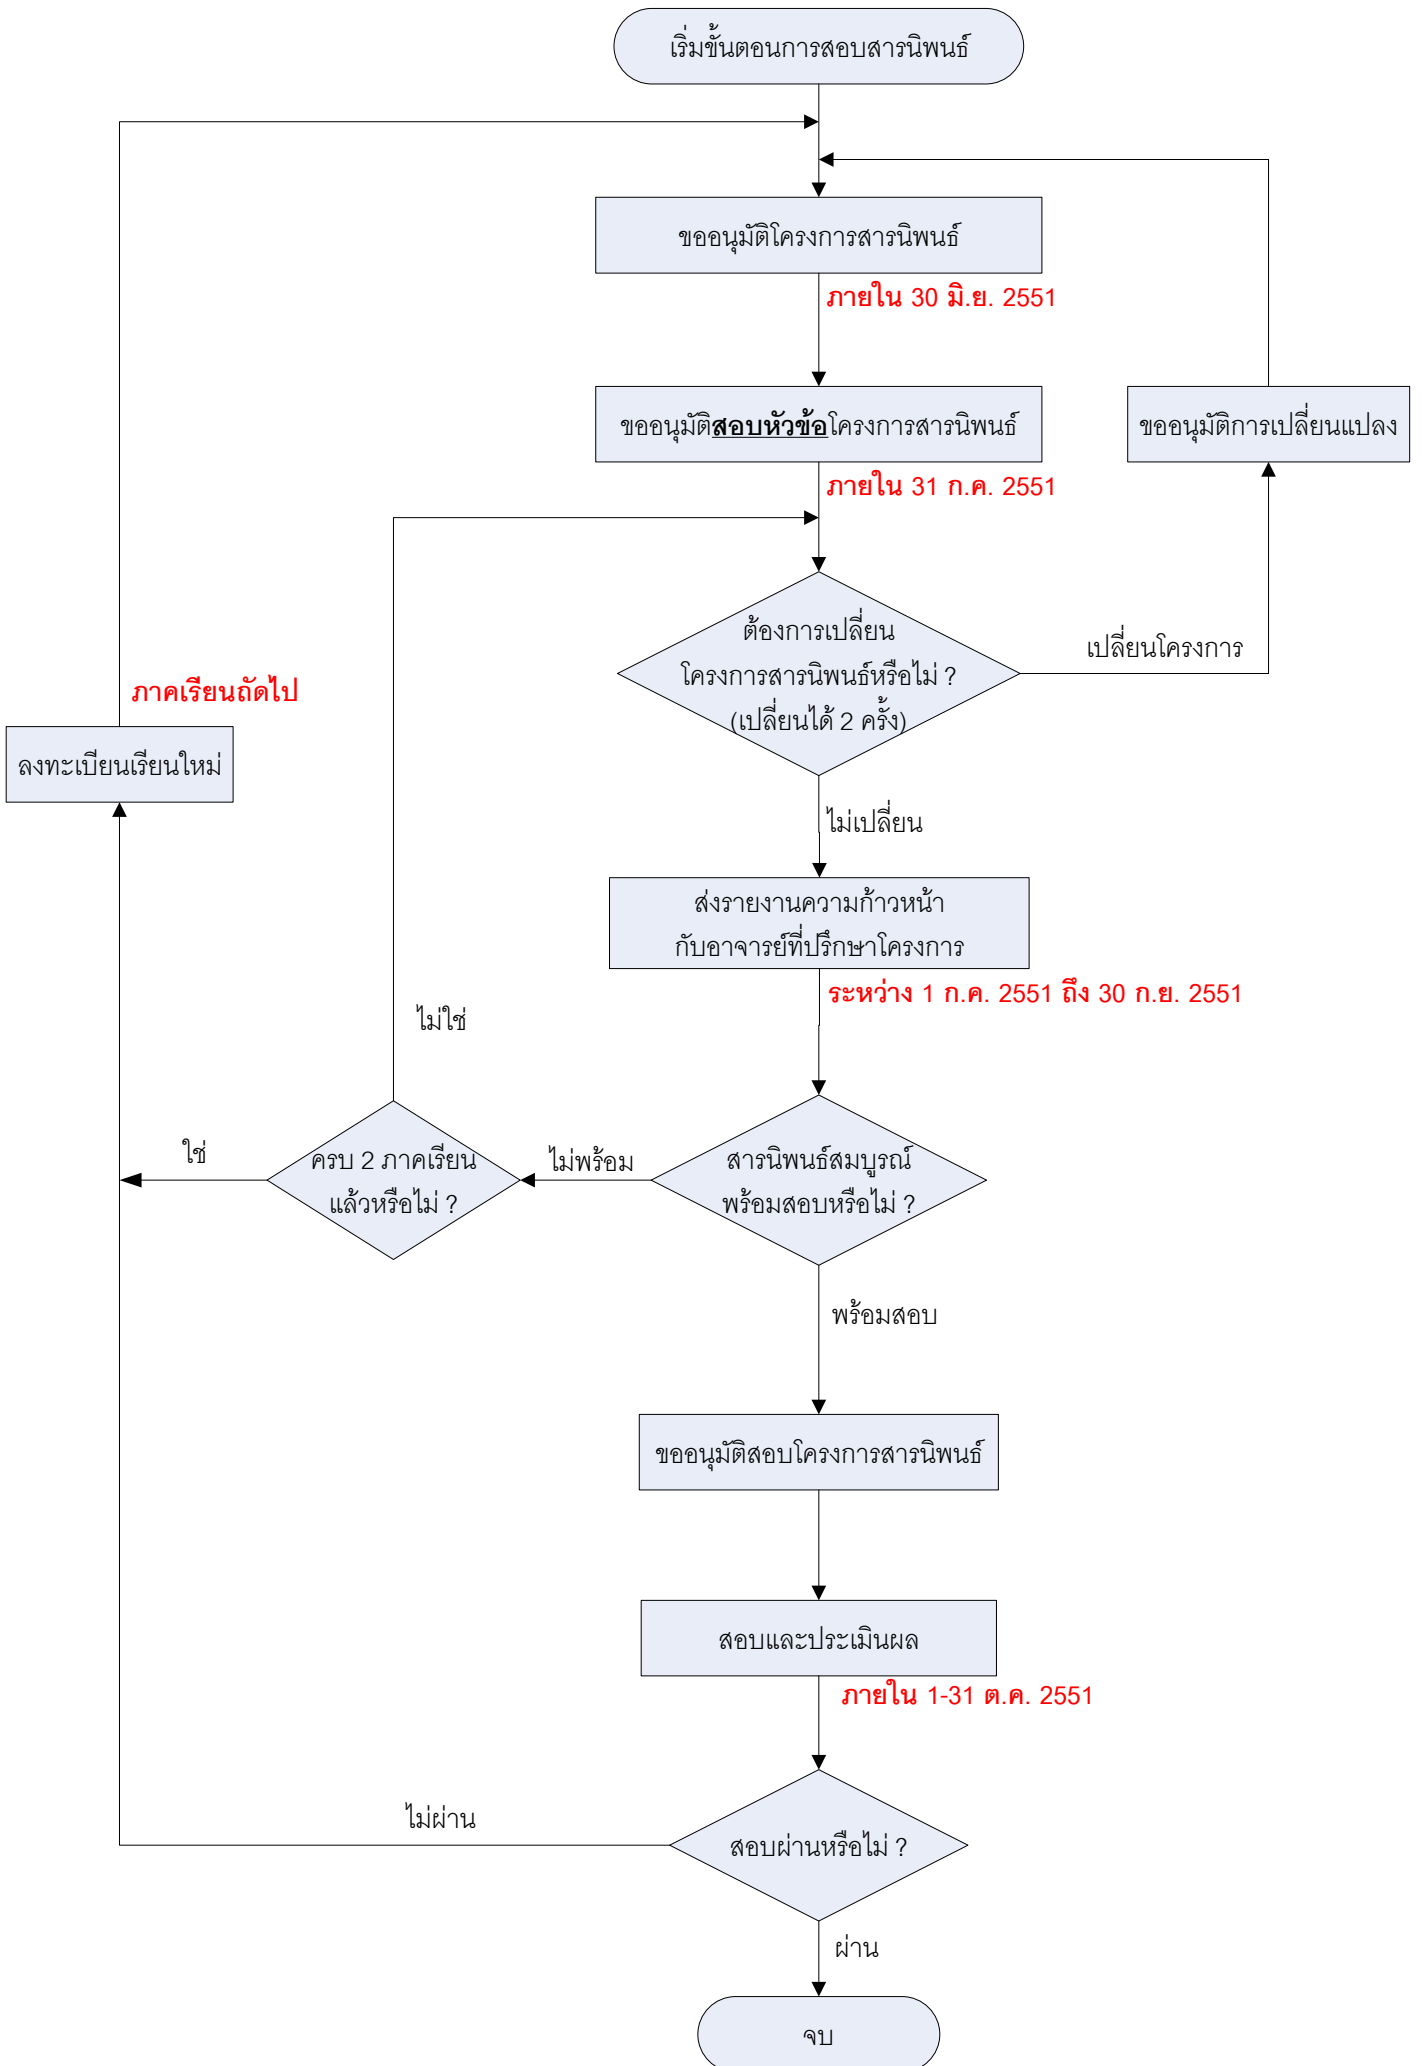 เริ่มขั้นตอนการสอบสารนิพนธ์
ขออนุมัติโครงการสารนิพนธ์
ภายใน 30 มิ.ย. 2551
ขออนุมัติสอบหัวข้อโครงการสารนิพนธ์
ขออนุมัติการเปลี่ยนแปลง
ภายใน 31 ก.ค. 2551
ต้องการเปลี่ยน
โครงการสารนิพนธ์หรือไม่ ?
(เปลี่ยนได้ 2 ครั้ง)
เปลี่ยนโครงการ
ภาคเรียนถัดไป
ลงทะเบียนเรียนใหม่
ไม่เปลี่ยน
ส่งรายงานความก้าวหน้า
กับอาจารย์ที่ปรึกษาโครงการ
ระหว่าง 1 ก.ค. 2551 ถึง 30 ก.ย. 2551
ไม่ใช่
ใช่
ครบ 2 ภาคเรียน
แล้วหรือไม่ ?
ไม่พร้อม
สารนิพนธ์สมบูรณ์
พร้อมสอบหรือไม่ ?
พร้อมสอบ
ขออนุมัติสอบโครงการสารนิพนธ์
สอบและประเมินผล
ภายใน 1-31 ต.ค. 2551
ไม่ผ่าน
สอบผ่านหรือไม่ ?
ผ่าน
จบ